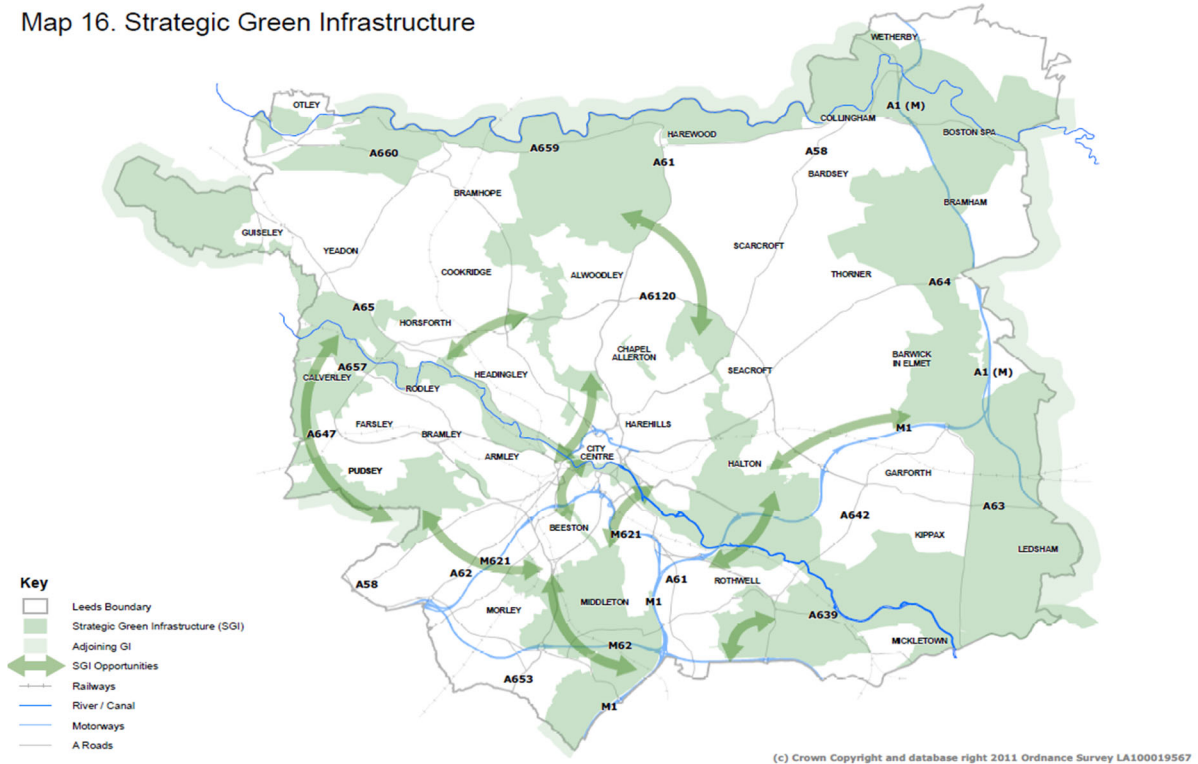 Map 16. Strategic Green Infrastructure
WETHERBY
OTLEY
A1 (M)
COLLINGHAM
BOSTON SPA
HAREWOOD
A659
A660
A61
A58
BARDSEY
BRAMHOPE
BRAMHAM
GUISELEY
YEADON
SCARCROFT
COOKRIDGE
ALWOODLEY
THORNER
A64
A6120
A65
HORSFORTH
CHAPEL
ALLERTON
BARWICK
IN ELMET
A657
CALVERLEY
HEADINGLEY
SEACROFT
A1 (M)
RODLEY
FARSLEY
HAREHILLS
A647
BRAMLEY
M1
CITY
CENTRE
ARMLEY
HALTON
PUDSEY
GARFORTH
A63
A642
BEESTON
M621
KIPPAX
LEDSHAM
M621
A62
A58
A61
ROTHWELL
MORLEY
MIDDLETON
M1
A639
MICKLETOWN
M62
A653
M1
Key
Leeds Boundary
Strategic Green Infrastructure (SGI)
Adjoining GI
SGI Opportunities
Railways
River / Canal
Motorways
A Roads
(c) Crown Copyright and database right 2011 Ordnance Survey LA100019567